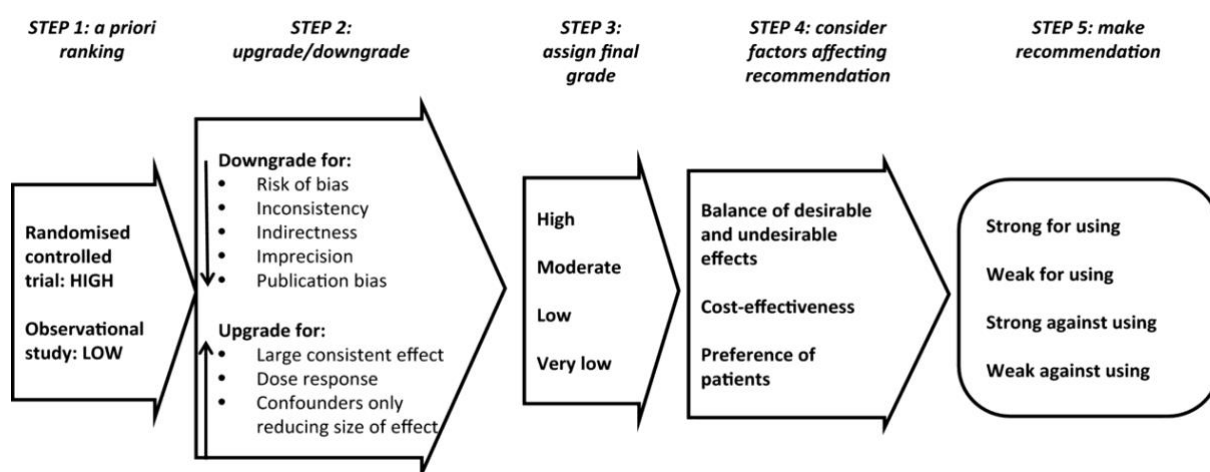 STEP 1: a priori
ranking
STEP 2:
upgrade/downgrade
STEP 3:
assign final
grade
STEP 4: consider
factors affecting
recommendation
STEP 5: make
recommendation
Randomised
controlled
trial: HIGH
Observational
study: LOW
Downgrade for:
• Risk of bias
• Inconsistency
• Indirectness
• Imprecision
• Publication bias
Upgrade for:
• Large consistent effect
• Dose response
• Confounders only
reducing size of effect
High
Moderate
Low
Very low
Balance of desirable
and undesirable
effects
Cost-effectiveness
Preference of
patients
Strong for using
Weak for using
Strong against using
Weak against using